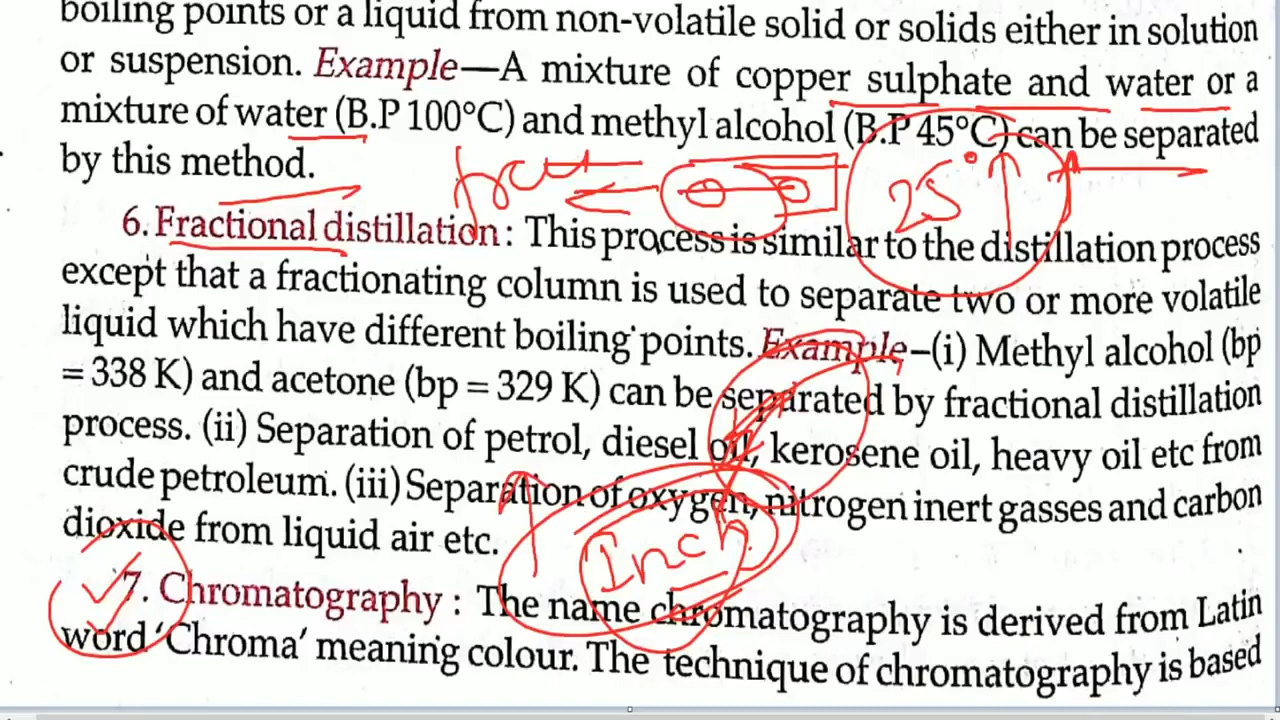 boiling points or a liquid from non-volatile solid or solids either in solution
or suspension. Example—A mixture of copper sulphate and water or a
mixture of water (B.P 100°C) and methyl alcohol (B.P 45°C) can be separated
by this method.
25°
6. Fractional distillation : This process is similar to the distillation process
except that a fractionating column is used to separate two or more volatile
liquid which have different boiling points. Example–(i) Methyl alcohol (bp
= 338 K) and acetone (bp = 329 K) can be separated by fractional distillation
process. (ii) Separation of petrol, diesel oil, kerosene oil, heavy oil etc from
crude petroleum. (iii) Separation of oxygen, nitrogen inert gasses and carbon
dioxide from liquid air etc.
Inch
7. Chromatography : The name chromatography is derived from Latin
word 'Chroma' meaning colour. The technique of chromatography is based